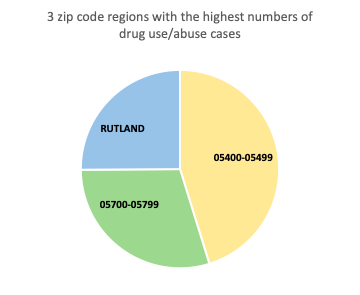 3 zip code regions with the highest numbers of
drug use/abuse cases
RUTLAND
05400-05499
05700-05799